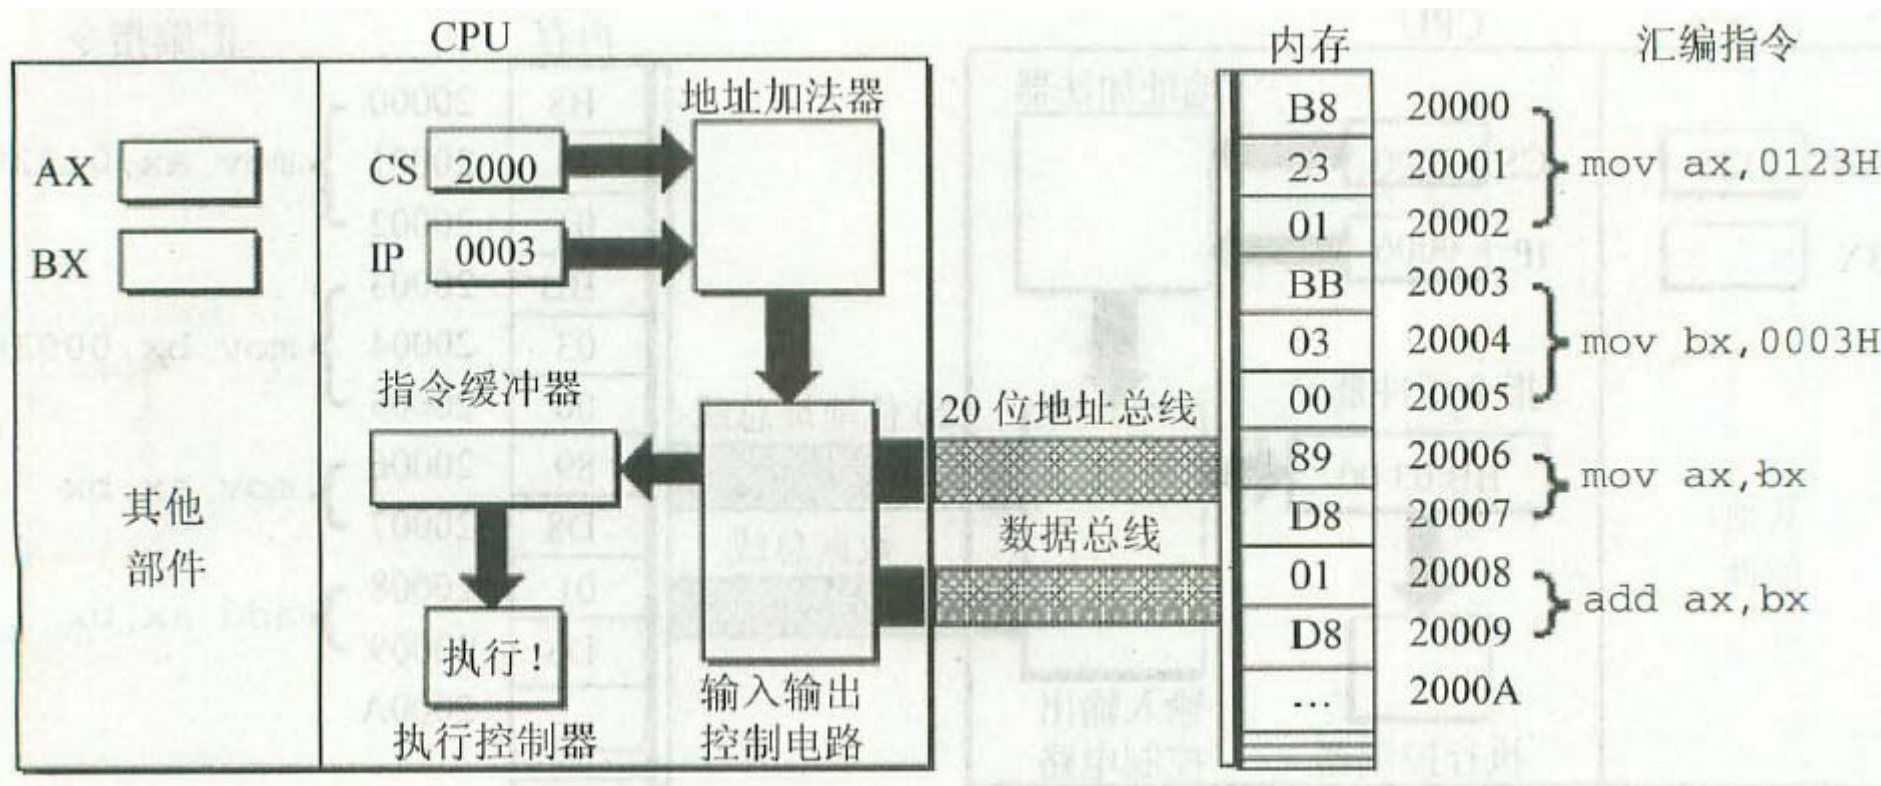 CPU
内存
汇编指令
AX
BX
其他
部件
CS 2000
IP 0003
地址加法器
指令缓冲器
执行!
执行控制器
输入输出
控制电路
20 位地址总线
数据总线
B8 20000
23 20001
01 20002
BB 20003
03 20004
00 20005
89 20006
D8 20007
01 20008
D8 20009
… 2000A
mov ax,0123H
mov bx,0003H
mov ax,bx
add ax,bx